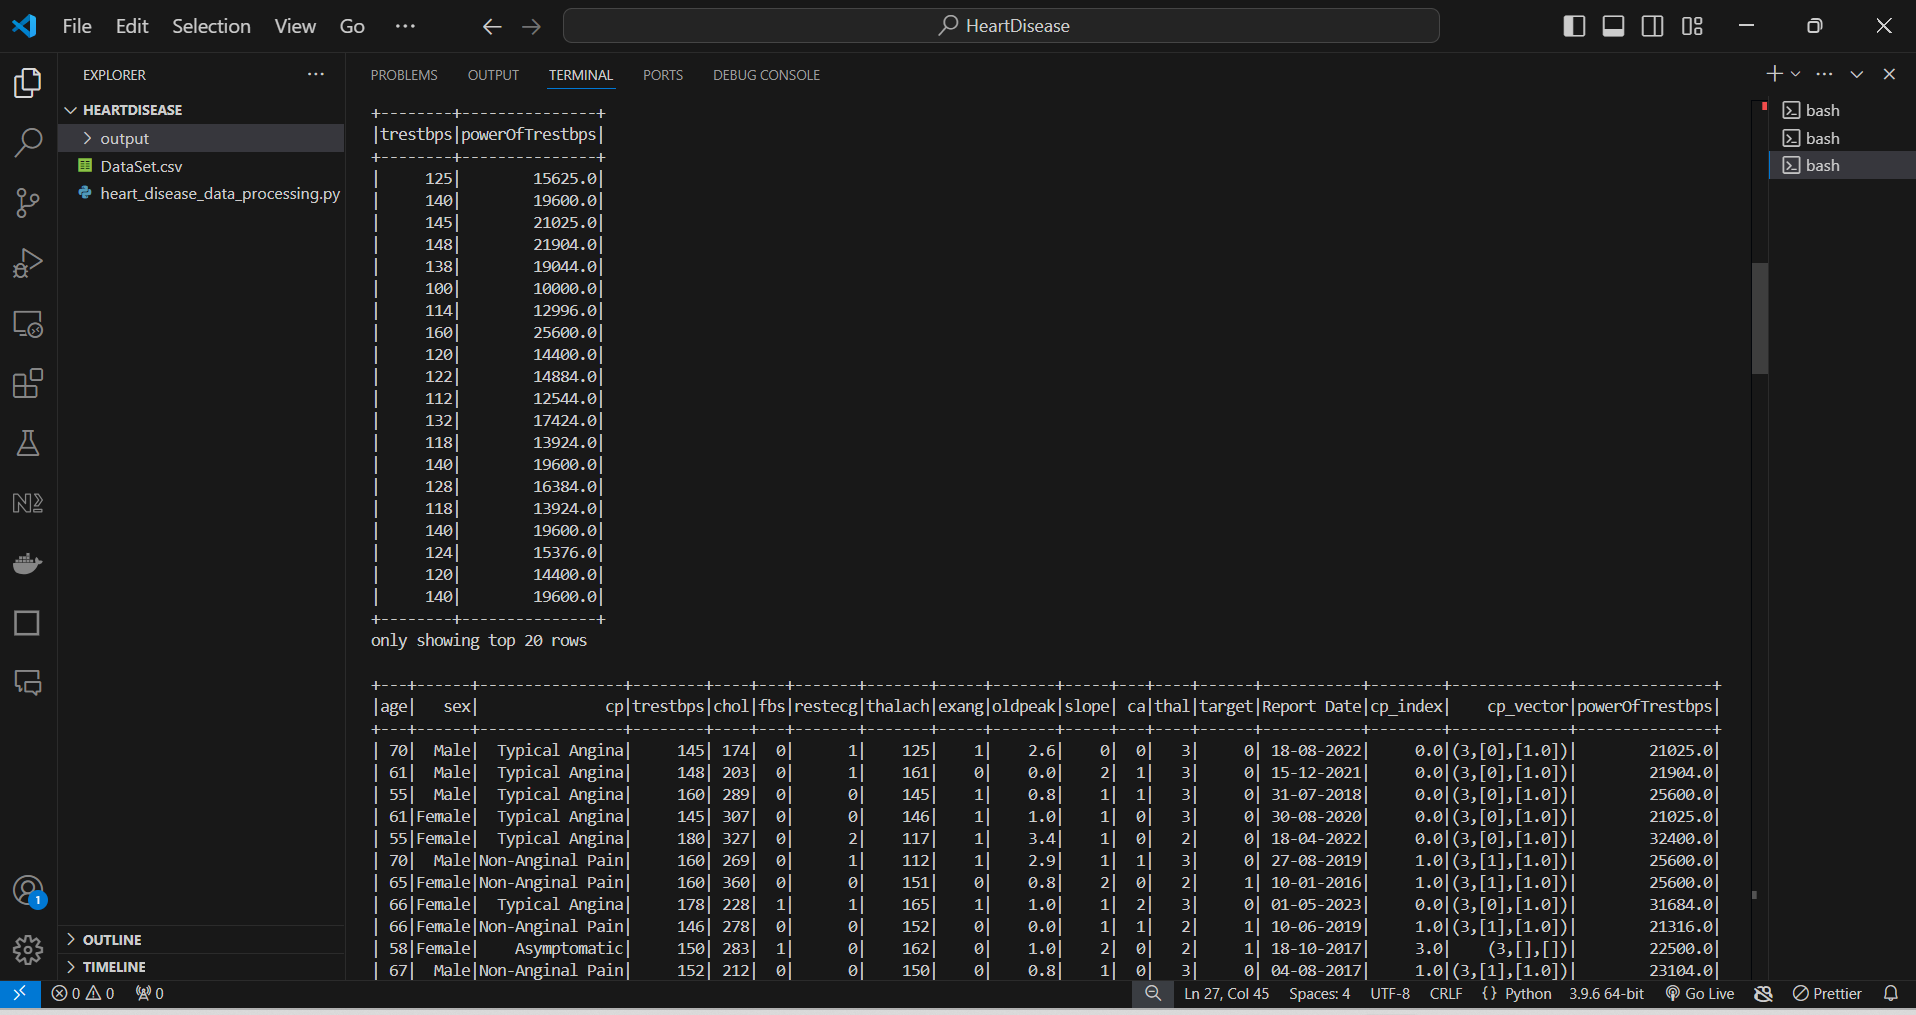 File Edit Selection View Go ··· HeartDisease
EXPLORER
HEARTDISEASE
output
DataSet.csv
heart_disease_data_processing.py
OUTLINE
TIMELINE
1
PROBLEMS OUTPUT TERMINAL PORTS DEBUG CONSOLE
bash
bash
bash
+--------+---------------+
|trestbps|powerOfTrestbps|
+--------+---------------+
|     125|        15625.0|
|     140|        19600.0|
|     145|        21025.0|
|     148|        21904.0|
|     138|        19044.0|
|     100|        10000.0|
|     114|        12996.0|
|     160|        25600.0|
|     120|        14400.0|
|     122|        14884.0|
|     112|        12544.0|
|     132|        17424.0|
|     118|        13924.0|
|     140|        19600.0|
|     128|        16384.0|
|     118|        13924.0|
|     140|        19600.0|
|     124|        15376.0|
|     120|        14400.0|
|     140|        19600.0|
+--------+---------------+
only showing top 20 rows
+---+------+----------------+--------+----+---+-------+-------+-----+-------+-----+---+----+------+-----------+--------+-------------+---------------+
|age|   sex|              cp|trestbps|chol|fbs|restecg|thalach|exang|oldpeak|slope| ca|thal|target|Report Date|cp_index|    cp_vector|powerOfTrestbps|
+---+------+----------------+--------+----+---+-------+-------+-----+-------+-----+---+----+------+-----------+--------+-------------+---------------+
| 70|  Male|  Typical Angina|     145| 174|  0|      1|    125|    1|    2.6|    0|  0|   3|     0| 18-08-2022|     0.0|(3,[0],[1.0])|        21025.0|
| 61|  Male|  Typical Angina|     148| 203|  0|      1|    161|    0|    0.0|    2|  1|   3|     0| 15-12-2021|     0.0|(3,[0],[1.0])|        21904.0|
| 55|  Male|  Typical Angina|     160| 289|  0|      0|    145|    1|    0.8|    1|  1|   3|     0| 31-07-2018|     0.0|(3,[0],[1.0])|        25600.0|
| 61|Female|  Typical Angina|     145| 307|  0|      0|    146|    1|    1.0|    1|  0|   3|     0| 30-08-2020|     0.0|(3,[0],[1.0])|        21025.0|
| 55|Female|  Typical Angina|     180| 327|  0|      2|    117|    1|    3.4|    1|  0|   2|     0| 18-04-2022|     0.0|(3,[0],[1.0])|        32400.0|
| 70|  Male|Non-Anginal Pain|     160| 269|  0|      1|    112|    1|    2.9|    1|  1|   3|     0| 27-08-2019|     1.0|(3,[1],[1.0])|        25600.0|
| 65|Female|Non-Anginal Pain|     160| 360|  0|      0|    151|    0|    0.8|    2|  0|   2|     1| 10-01-2016|     1.0|(3,[1],[1.0])|        25600.0|
| 66|Female|  Typical Angina|     178| 228|  1|      1|    165|    1|    1.0|    1|  2|   3|     0| 01-05-2023|     0.0|(3,[0],[1.0])|        31684.0|
| 66|Female|Non-Anginal Pain|     146| 278|  0|      0|    152|    0|    0.0|    1|  1|   2|     1| 10-06-2019|     1.0|(3,[1],[1.0])|        21316.0|
| 58|Female|    Asymptomatic|     150| 283|  1|      0|    162|    0|    1.0|    2|  0|   2|     1| 18-10-2017|     3.0|    (3,[],[])|        22500.0|
| 67|  Male|Non-Anginal Pain|     152| 212|  0|      0|    150|    0|    0.8|    1|  0|   3|     0| 04-08-2017|     1.0|(3,[1],[1.0])|        23104.0|
0 0 0 Ln 27, Col 45 Spaces: 4 UTF-8 CRLF {} Python 3.9.6 64-bit Go Live Prettier